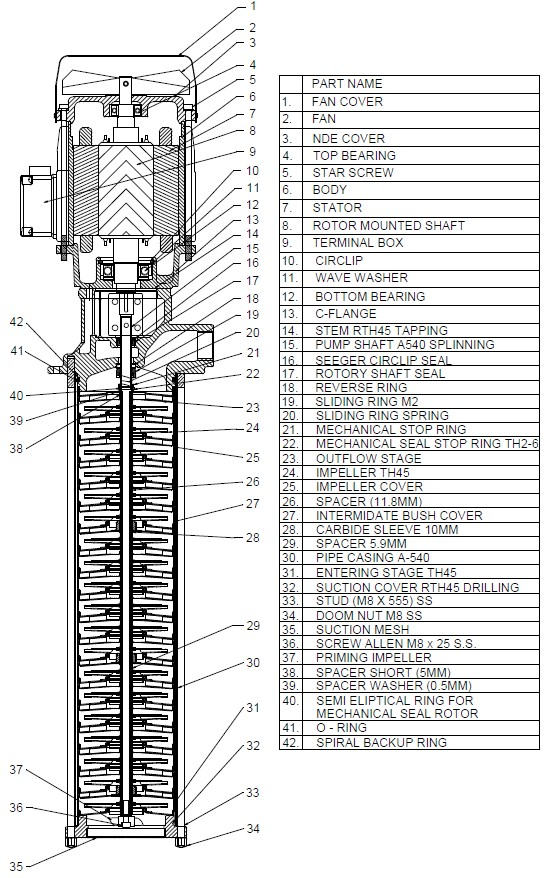 1
2
3
4
5
6
7
8
9
10
11
12
13
14
15
16
17
18
19
20
21
22
23
24
25
26
27
28
29
30
31
32
33
34
42
41
40
39
38
37
36
35
PART NAME
1. FAN COVER
2. FAN
3. NDE COVER
4. TOP BEARING
5. STAR SCREW
6. BODY
7. STATOR
8. ROTOR MOUNTED SHAFT
9. TERMINAL BOX
10. CIRCLIP
11. WAVE WASHER
12. BOTTOM BEARING
13. C-FLANGE
14. STEM RTH45 TAPPING
15. PUMP SHAFT A540 SPLINNING
16 SEEGER CIRCLIP SEAL
17. ROTORY SHAFT SEAL
18. REVERSE RING
19. SLIDING RING M2
20. SLIDING RING SPRING
21. MECHANICAL STOP RING
22. MECHANICAL SEAL STOP RING TH2-6
23. OUTFLOW STAGE
24. IMPELLER TH45
25. IMPELLER COVER
26. SPACER (11.8MM)
27. INTERMIDATE BUSH COVER
28. CARBIDE SLEEVE 10MM
29. SPACER 5.9MM
30. PIPE CASING A-540
31. ENTERING STAGE TH45
32. SUCTION COVER RTH45 DRILLING
33. STUD (M8 X 555) SS
34. DOOM NUT M8 SS
35. SUCTION MESH
36. SCREW ALLEN M8 x 25 S.S.
37. PRIMING IMPELLER
38. SPACER SHORT (5MM)
39. SPACER WASHER (0.5MM)
40. SEMI ELIPTICAL RING FOR
MECHANICAL SEAL ROTOR
41. O - RING
42. SPIRAL BACKUP RING